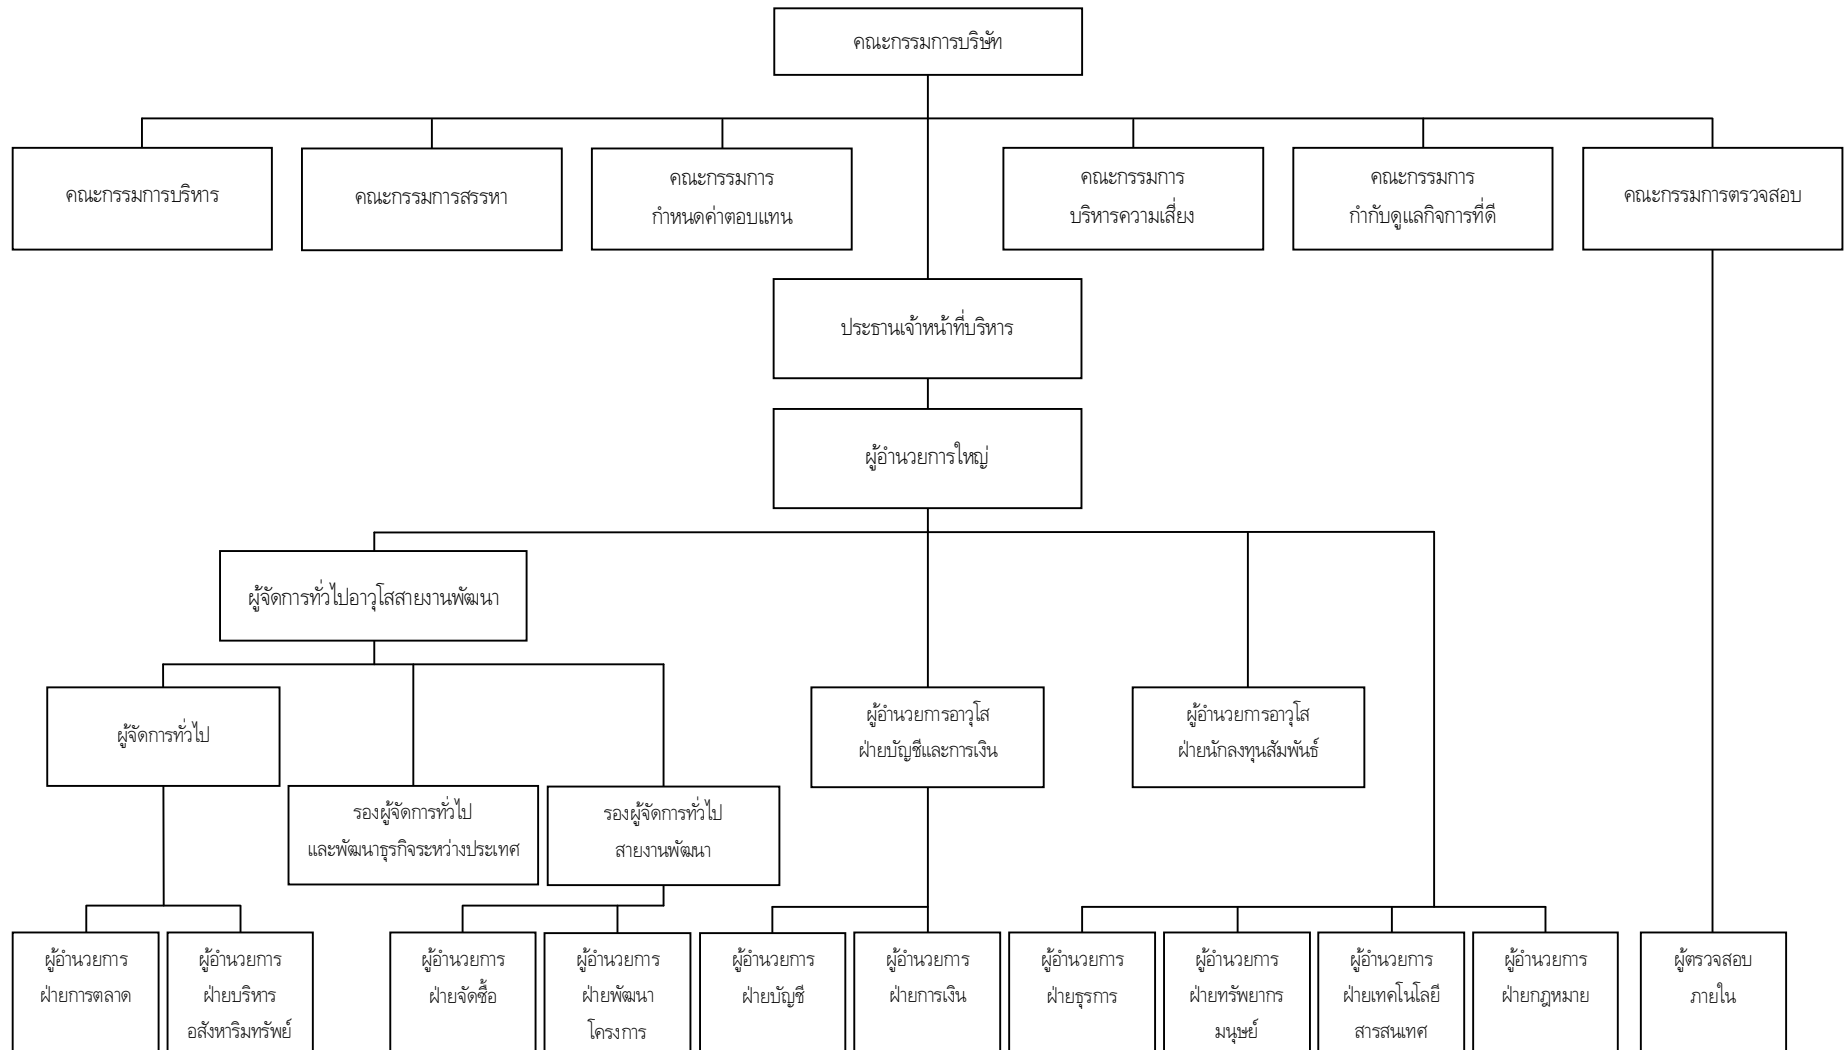 คณะกรรมการบริษัท
คณะกรรมการบริหาร
คณะกรรมการสรรหา
คณะกรรมการ
กำหนดค่าตอบแทน
คณะกรรมการ
บริหารความเสี่ยง
คณะกรรมการ
กำกับดูแลกิจการที่ดี
คณะกรรมการตรวจสอบ
ประธานเจ้าหน้าที่บริหาร
ผู้อำนวยการใหญ่
ผู้จัดการทั่วไปอาวุโสสายงานพัฒนา
ผู้จัดการทั่วไป
ผู้อำนวยการอาวุโส
ฝ่ายบัญชีและการเงิน
ผู้อำนวยการอาวุโส
ฝ่ายนักลงทุนสัมพันธ์
รองผู้จัดการทั่วไป
และพัฒนาธุรกิจระหว่างประเทศ
รองผู้จัดการทั่วไป
สายงานพัฒนา
ผู้อำนวยการ
ฝ่ายการตลาด
ผู้อำนวยการ
ฝ่ายบริหาร
อสังหาริมทรัพย์
ผู้อำนวยการ
ฝ่ายจัดซื้อ
ผู้อำนวยการ
ฝ่ายพัฒนา
โครงการ
ผู้อำนวยการ
ฝ่ายบัญชี
ผู้อำนวยการ
ฝ่ายการเงิน
ผู้อำนวยการ
ฝ่ายธุรการ
ผู้อำนวยการ
ฝ่ายทรัพยากร
มนุษย์
ผู้อำนวยการ
ฝ่ายเทคโนโลยี
สารสนเทศ
ผู้อำนวยการ
ฝ่ายกฎหมาย
ผู้ตรวจสอบ
ภายใน